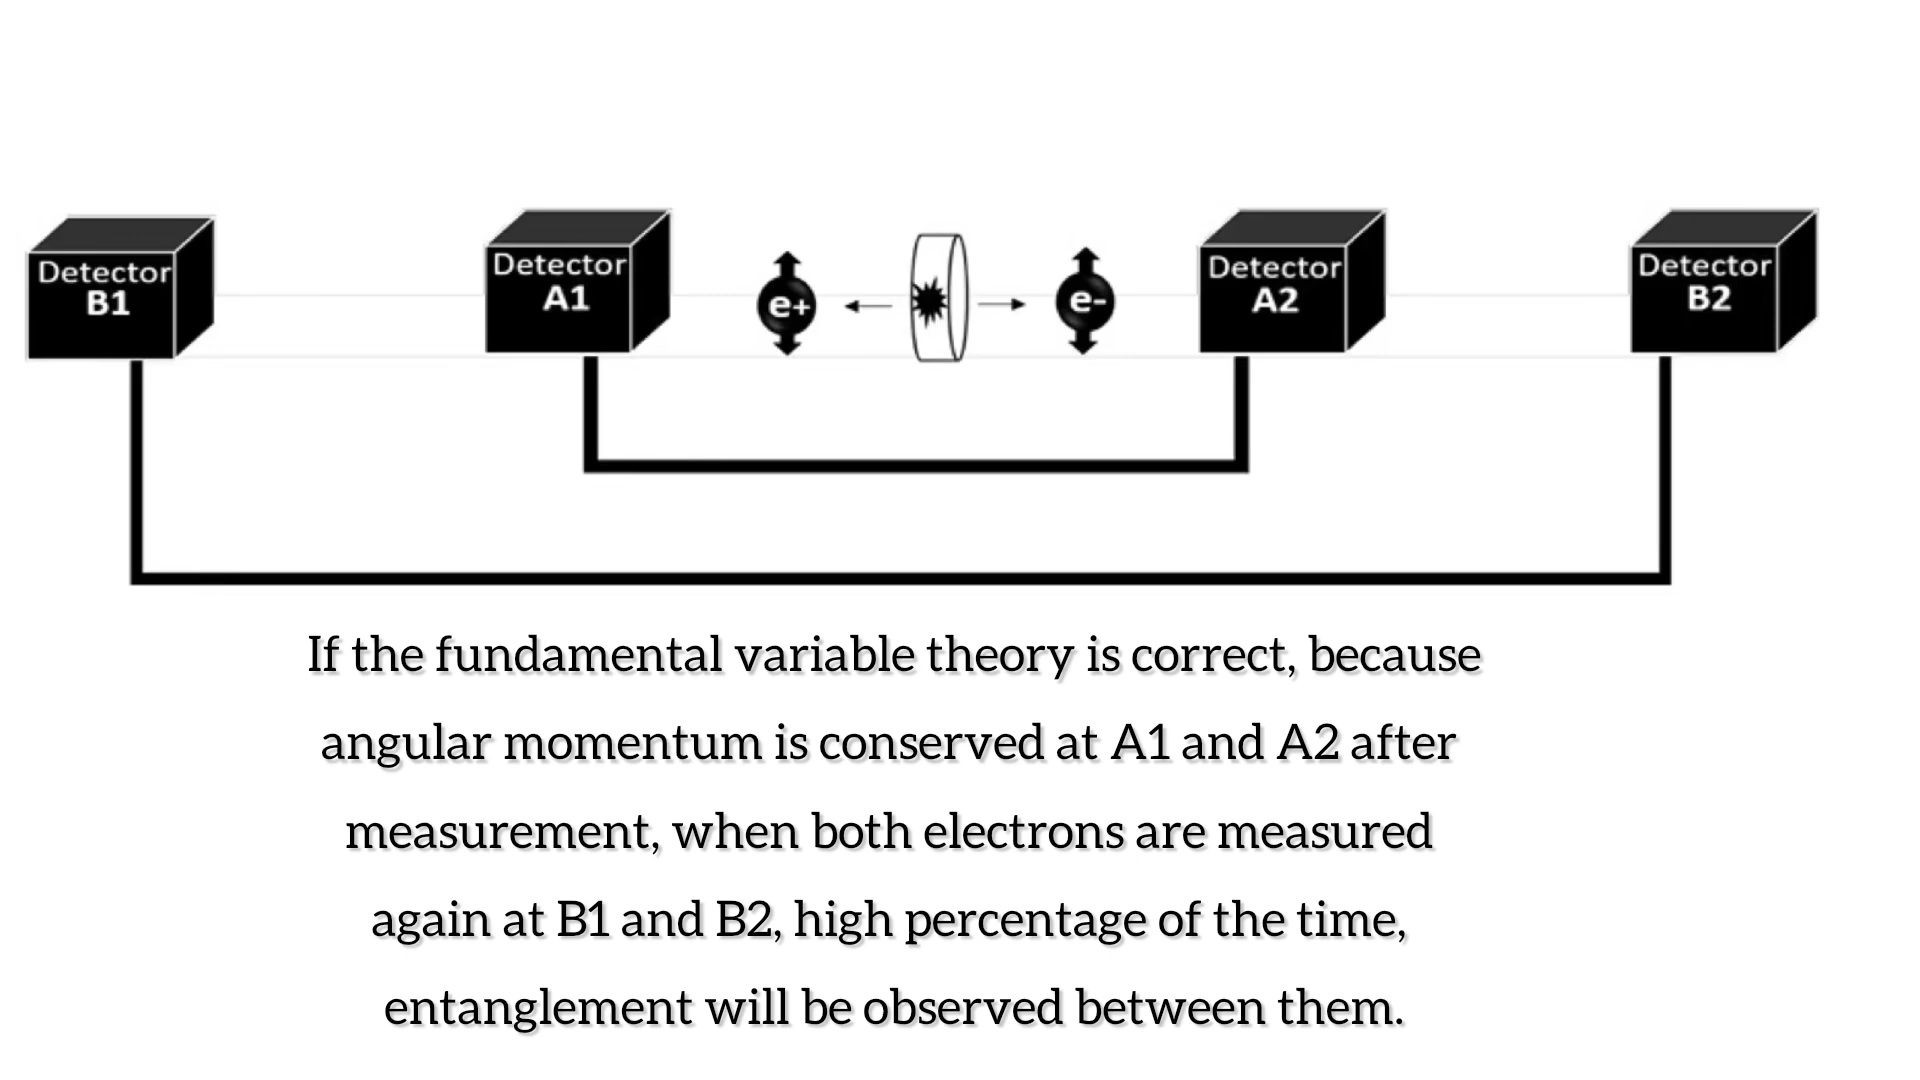 Detector
B1
Detector
A1
e+
e-
Detector
A2
Detector
B2
If the fundamental variable theory is correct, because
angular momentum is conserved at A1 and A2 after
measurement, when both electrons are measured
again at B1 and B2, high percentage of the time,
entanglement will be observed between them.